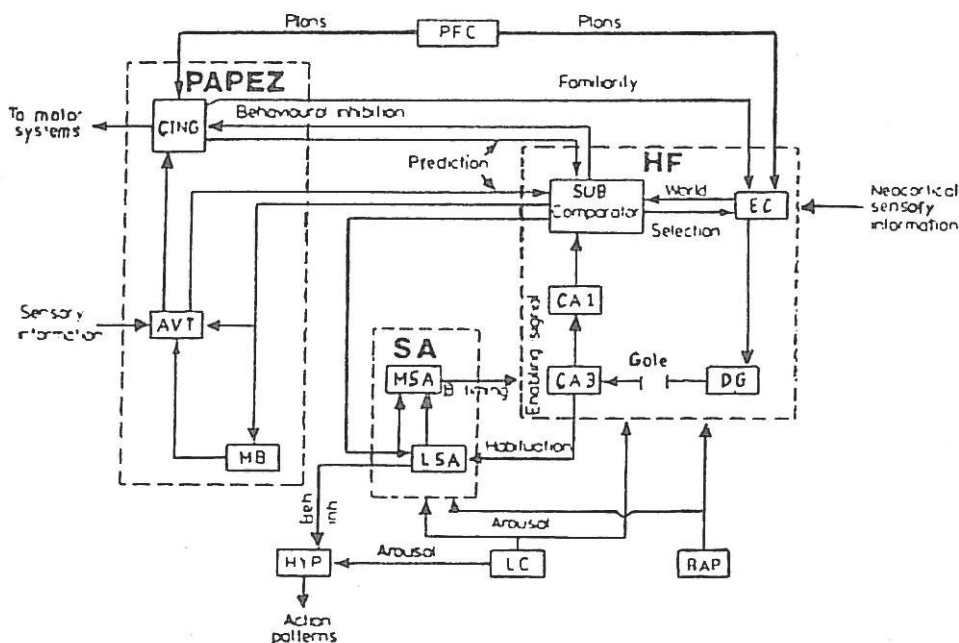 Plans
PFC
Plans
PAPEZ
Familiarity
To motor
systems
CING
Behavioural inhibition
HF
Prediction
SUB
Comparator
World
EC
Neocortical
sensory
information
Selection
Sensory
information
AVT
CA1
Enabling signal
SA
MSA
& timing
CA3
Gate
DG
Habituation
MB
LSA
Beh
inh
Arousal
HYP
Arousal
LC
RAP
Action
patterns